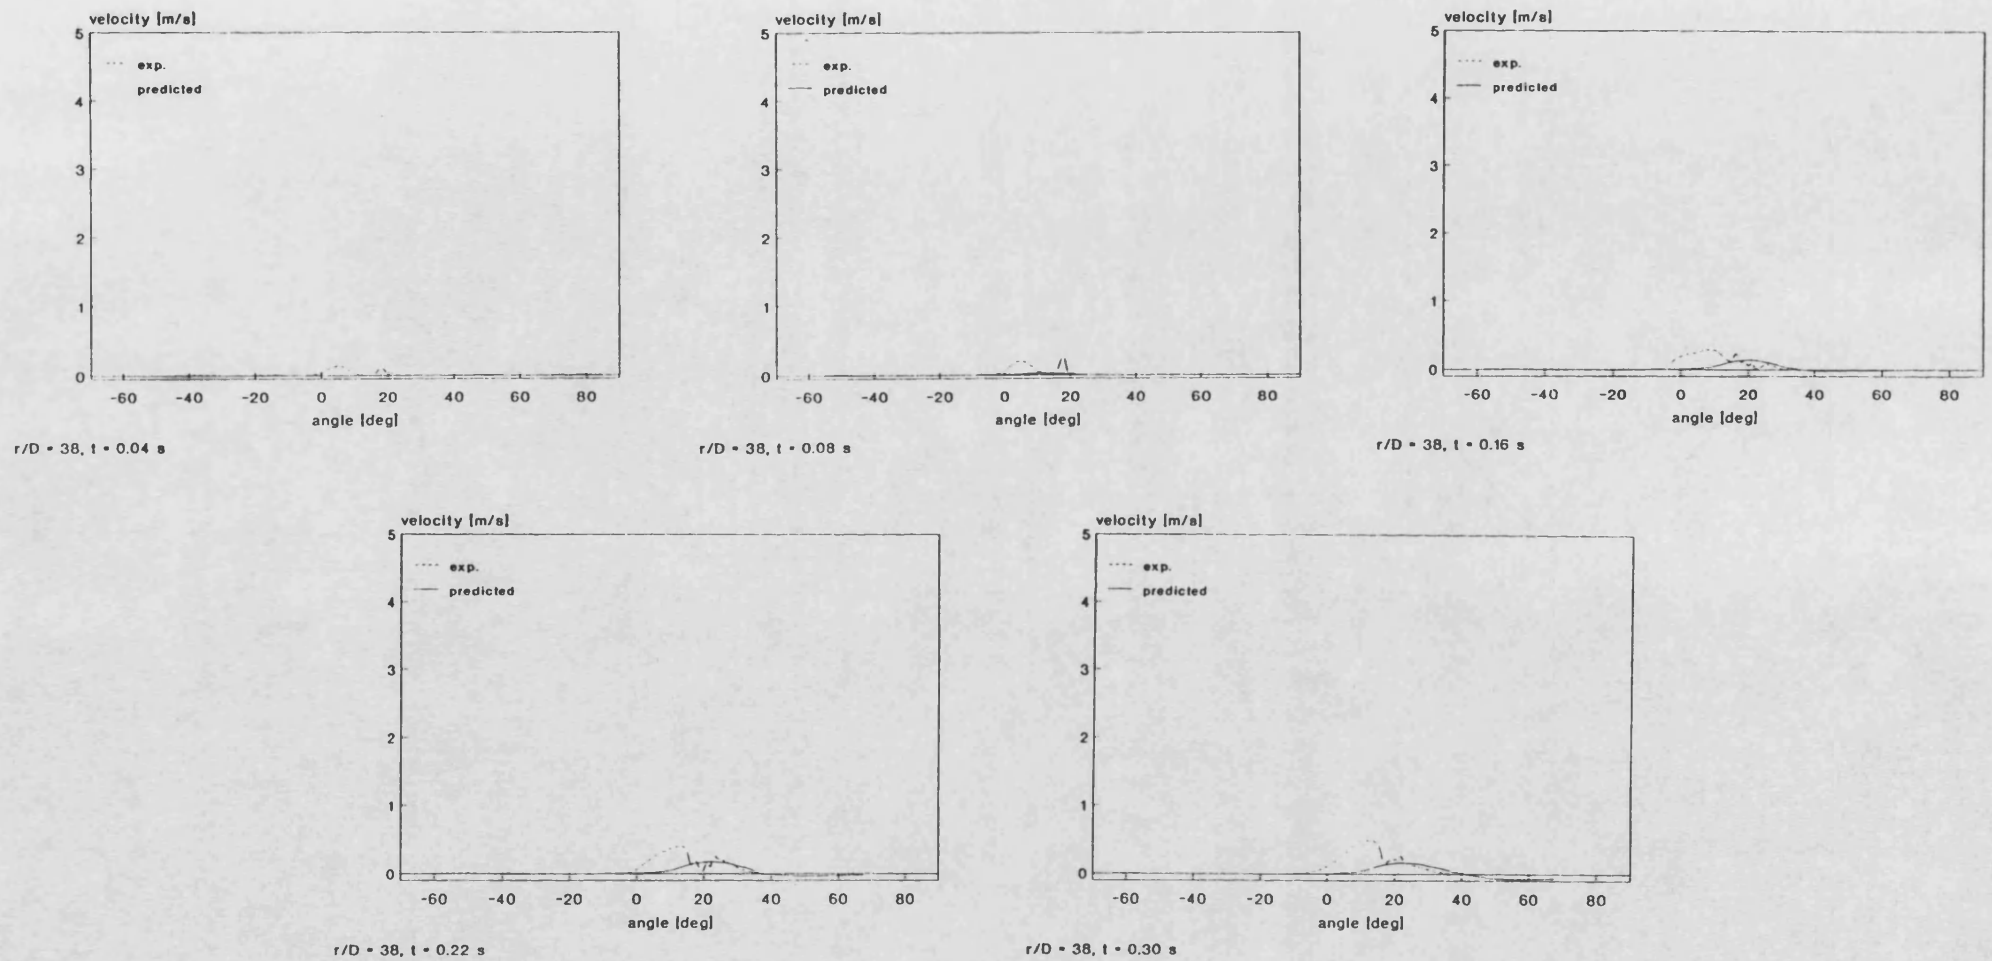 velocity [m/s]
5
4
3
2
1
0
exp.
predicted
-60 -40 -20 0 20 40 60 80
angle [deg]
r/D = 38, t = 0.04 s
velocity [m/s]
5
4
3
2
1
0
exp.
predicted
-60 -40 -20 0 20 40 60 80
angle [deg]
r/D = 38, t = 0.08 s
velocity [m/s]
5
4
3
2
1
0
exp.
predicted
-60 -40 -20 0 20 40 60 80
angle [deg]
r/D = 38, t = 0.16 s
velocity [m/s]
5
4
3
2
1
0
exp.
predicted
-60 -40 -20 0 20 40 60 80
angle [deg]
r/D = 38, t = 0.22 s
velocity [m/s]
5
4
3
2
1
0
exp.
predicted
-60 -40 -20 0 20 40 60 80
angle [deg]
r/D = 38, t = 0.30 s